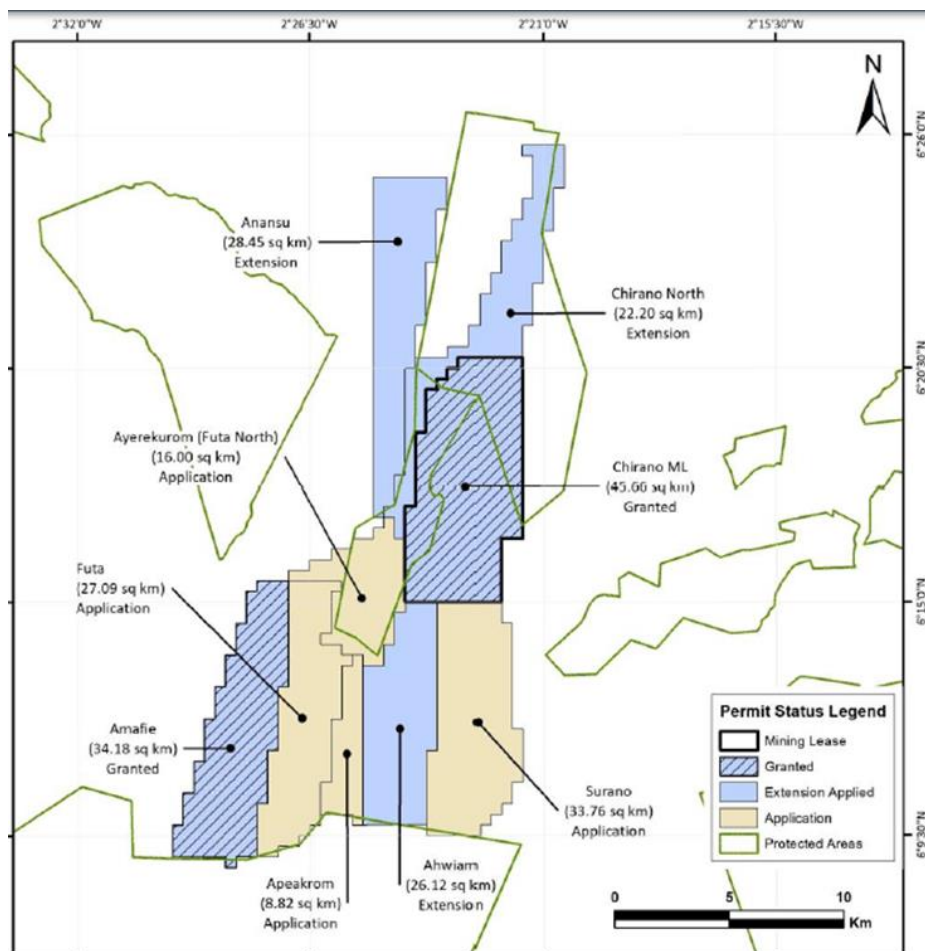 2°32'0"W
2°26'30"W
2°21'0"W
2°15'30"W
N
6°26'0"N
6°20'30"N
6°15'0"N
6°9'30"N
Anansu
(28.45 sq km)
Extension
Chirano North
(22.20 sq km)
Extension
Ayerekurom (Futa North)
(16.00 sq km)
Application
Chirano ML
(45.66 sq km)
Granted
Futa
(27.09 sq km)
Application
Amafie
(34.18 sq km)
Granted
Surano
(33.76 sq km)
Application
Apeakrom
(8.82 sq km)
Application
Ahwiam
(26.12 sq km)
Extension
Permit Status Legend
Mining Lease
Granted
Extension Applied
Application
Protected Areas
0 5 10
Km